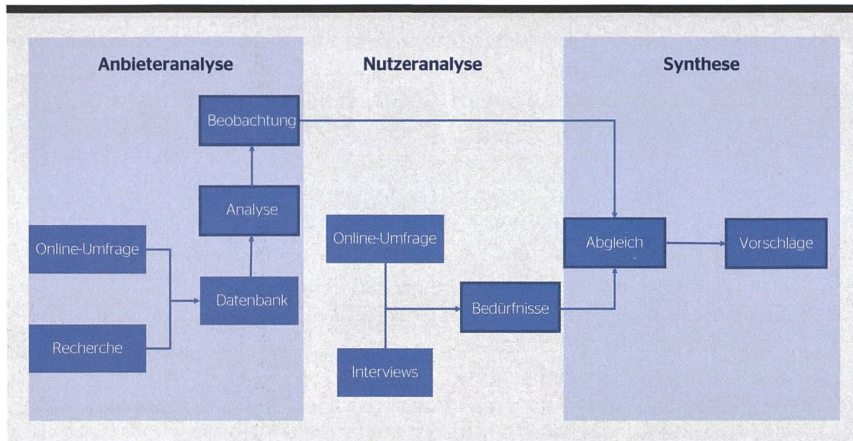 Anbieteranalyse
Nutzeranalyse
Synthese
Beobachtung
Analyse
Online-Umfrage
Datenbank
Recherche
Online-Umfrage
Bedürfnisse
Interviews
Abgleich
Vorschläge